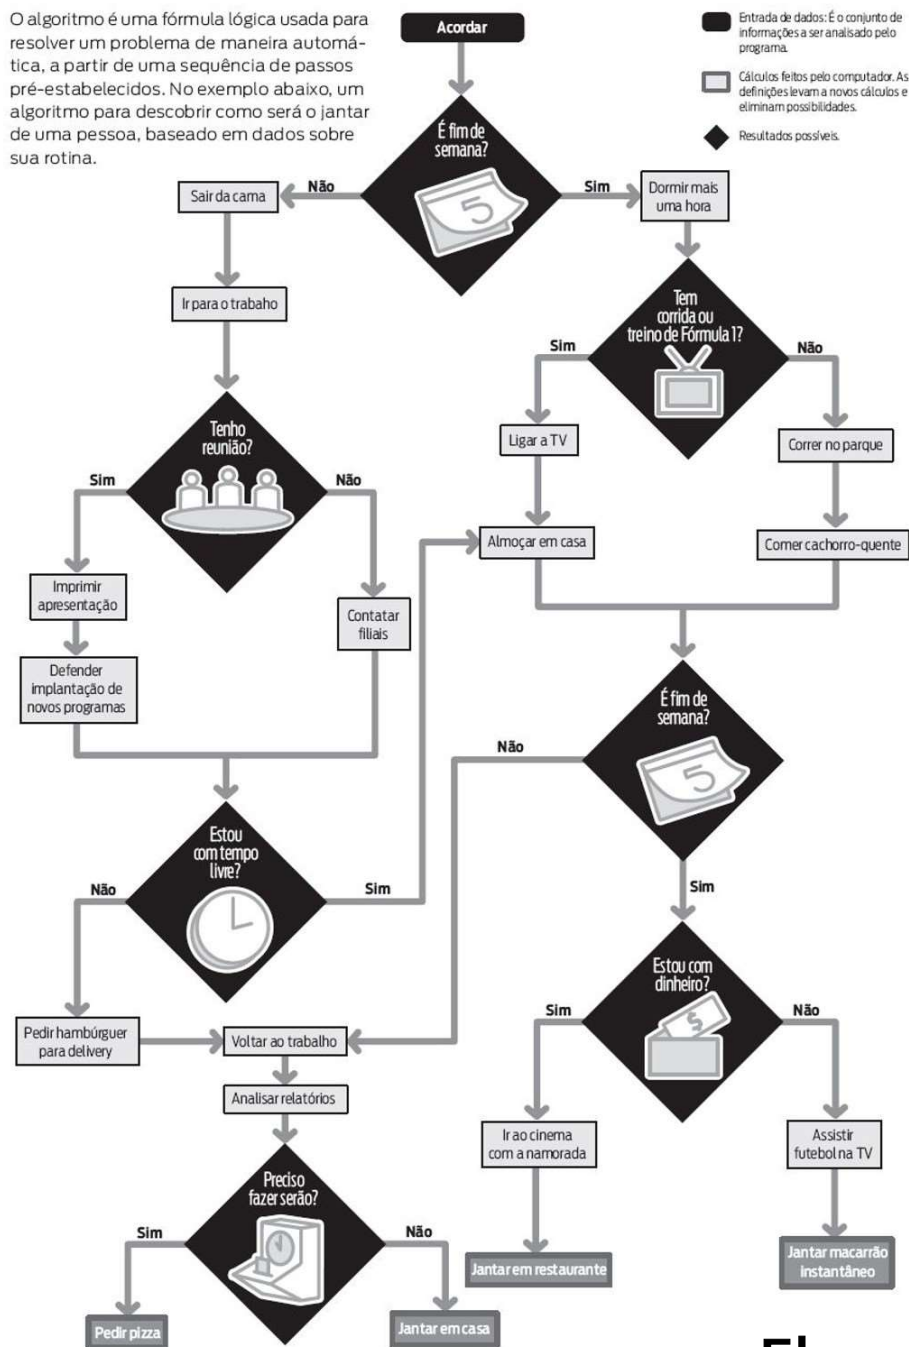 O algoritmo é uma fórmula lógica usada para
resolver um problema de maneira automá-
tica, a partir de uma sequência de passos
pré-estabelecidos. No exemplo abaixo, um
algoritmo para descobrir como será o jantar
de uma pessoa, baseado em dados sobre
sua rotina.
Acordar
Entrada de dados: É o conjunto de
informações a ser analisado pelo
programa.
Cálculos feitos pelo computador. As
definições levam a novos cálculos e
eliminam possibilidades.
Resultados possíveis.
É fim de
semana?
5
Não
Sim
Sair da cama
Dormir mais
uma hora
Ir para o trabaho
Tem
corrida ou
treino de Fórmula 1?
Sim
Não
Ligar a TV
Correr no parque
Tenho
reunião?
Sim
Não
Almoçar em casa
Comer cachorro-quente
Imprimir
apresentação
Contatar
filiais
Defender
implantação de
novos programas
É fim de
semana?
5
Não
Sim
Estou
com tempo
livre?
Não
Sim
Estou com
dinheiro?
$
Sim
Não
Pedir hambúrguer
para delivery
Voltar ao trabalho
Analisar relatórios
Ir ao cinema
com a namorada
Assistir
futebol na TV
Preciso
fazer serão?
Sim
Não
Jantar em restaurante
Jantar macarrão
instantâneo
Pedir pizza
Jantar em casa